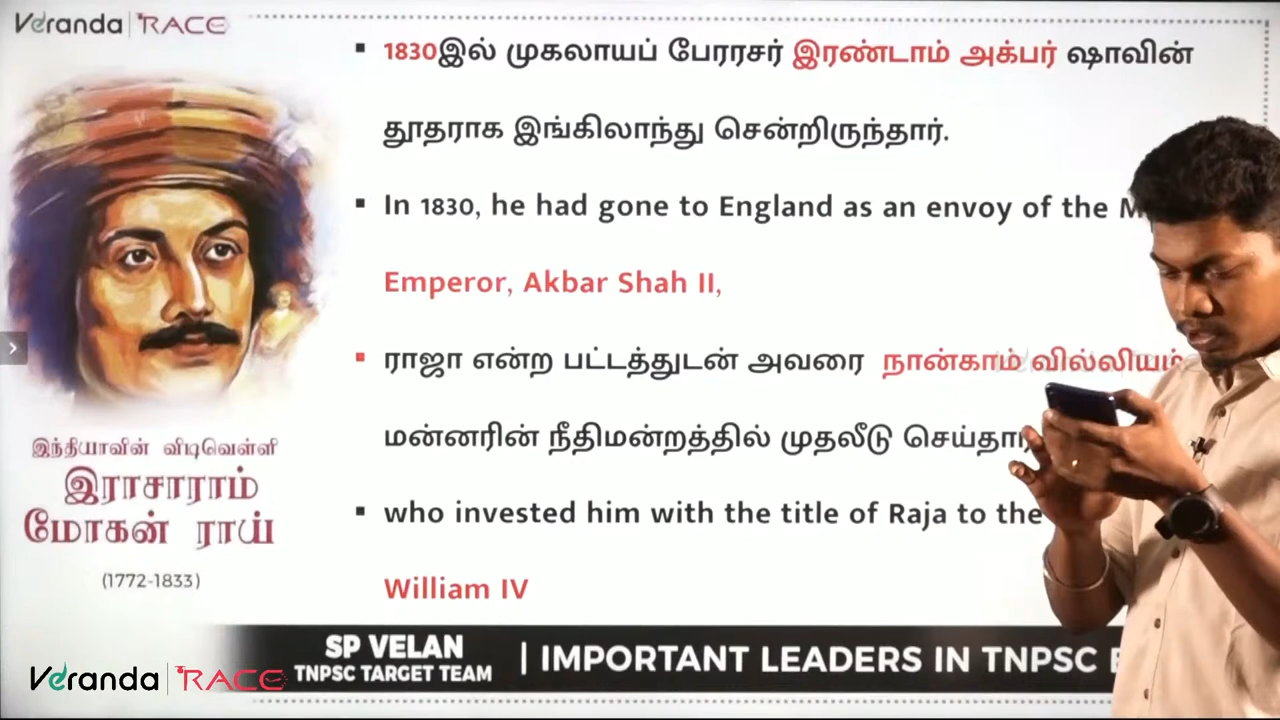 Veranda RACE
1830இல் முகலாயப் பேரரசர் இரண்டாம் அக்பர் ஷாவின்
தூதராக இங்கிலாந்து சென்றிருந்தார்.
In 1830, he had gone to England as an envoy of the
Emperor, Akbar Shah II,
ராஜா என்ற பட்டத்துடன் அவரை நான்காம் வில்லியம்
மன்னரின் நீதிமன்றத்தில் முதலீடு செய்தார்
who invested him with the title of Raja to the
William IV
இந்தியாவின் விடிவெள்ளி
இராசாராம்
மோகன் ராய்
(1772-1833)
SP VELAN
TNPSC TARGET TEAM
IMPORTANT LEADERS IN TNPSC
Veranda RACE